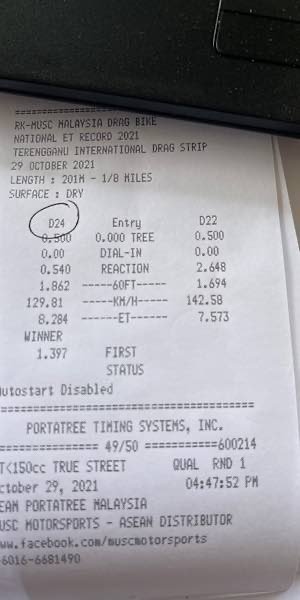 RK-MUSC MALAYSIA DRAG BIKE
NATIONAL ET RECORD 2021
TERENGGANU INTERNATIONAL DRAG STRIP
29 OCTOBER 2021
LENGTH : 201M - 1/8 MILES
SURFACE : DRY
D24 Entry D22
0.500 0.000 TREE 0.500
0.00 DIAL-IN 0.00
0.540 REACTION 2.648
1.862 -----60FT----- 1.694
129.81 -----KM/H----- 142.58
8.284 ------ET----- 7.573
WINNER
1.397 FIRST
STATUS
utostart Disabled
PORTATREE TIMING SYSTEMS, INC.
============ 49/50 ===========600214
T<150cc TRUE STREET QUAL RND 1
ctober 29, 2021 04:47:52 PM
EAM PORTATREE MALAYSIA
USC MOTORSPORTS - ASEAN DISTRIBUTOR
ww.facebook.com/muscmotorsports
6016-6681490